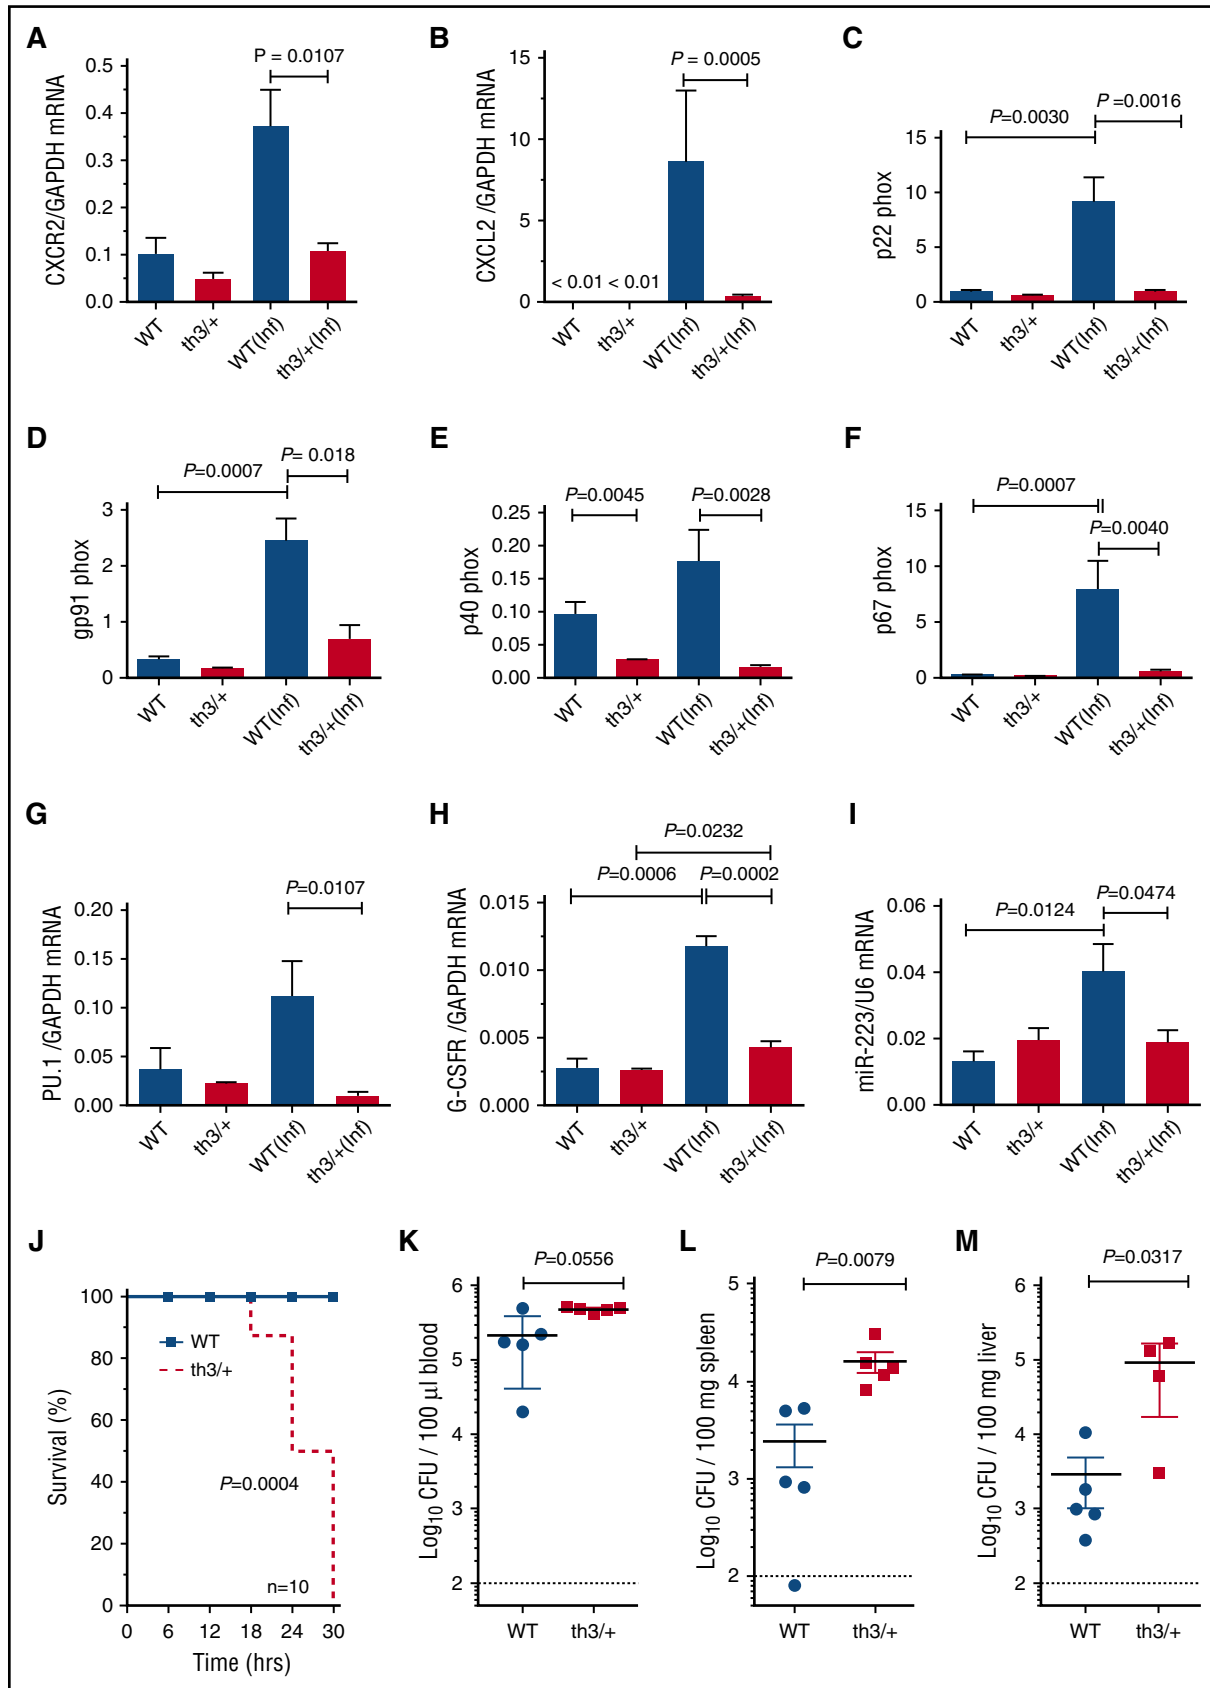 A
CXCR2/GAPDH mRNA
P = 0.0107
0.5
0.4
0.3
0.2
0.1
0.0
WT
th3/+
WT(Inf)
th3/+(Inf)
B
CXCL2 /GAPDH mRNA
P = 0.0005
15
10
5
0
< 0.01 < 0.01
WT
th3/+
WT(Inf)
th3/+(Inf)
C
p22 phox
P=0.0030
P =0.0016
15
10
5
0
WT
th3/+
WT(Inf)
th3/+(Inf)
D
gp91 phox
P=0.0007
P= 0.018
3
2
1
0
WT
th3/+
WT(Inf)
th3/+(Inf)
E
p40 phox
P=0.0045
P=0.0028
0.25
0.20
0.15
0.10
0.05
0.00
WT
th3/+
WT(Inf)
th3/+(Inf)
F
p67 phox
P=0.0007
P=0.0040
15
10
5
0
WT
th3/+
WT(Inf)
th3/+(Inf)
G
PU.1 /GAPDH mRNA
P=0.0107
0.20
0.15
0.10
0.05
0.00
WT
th3/+
WT(Inf)
th3/+(Inf)
H
G-CSFR /GAPDH mRNA
P=0.0232
P=0.0006
P=0.0002
0.015
0.010
0.005
0.000
WT
th3/+
WT(Inf)
th3/+(Inf)
I
miR-223/U6 mRNA
P=0.0124
P=0.0474
0.06
0.04
0.02
0.00
WT
th3/+
WT(Inf)
th3/+(Inf)
J
Survival (%)
100
80
60
40
20
0
WT
th3/+
P=0.0004
n=10
0 6 12 18 24 30
Time (hrs)
K
Log10 CFU / 100 µl blood
P=0.0556
6
5
4
3
2
WT
th3/+
L
Log10 CFU / 100 mg spleen
P=0.0079
5
4
3
2
WT
th3/+
M
Log10 CFU / 100 mg liver
P=0.0317
6
5
4
3
2
WT
th3/+